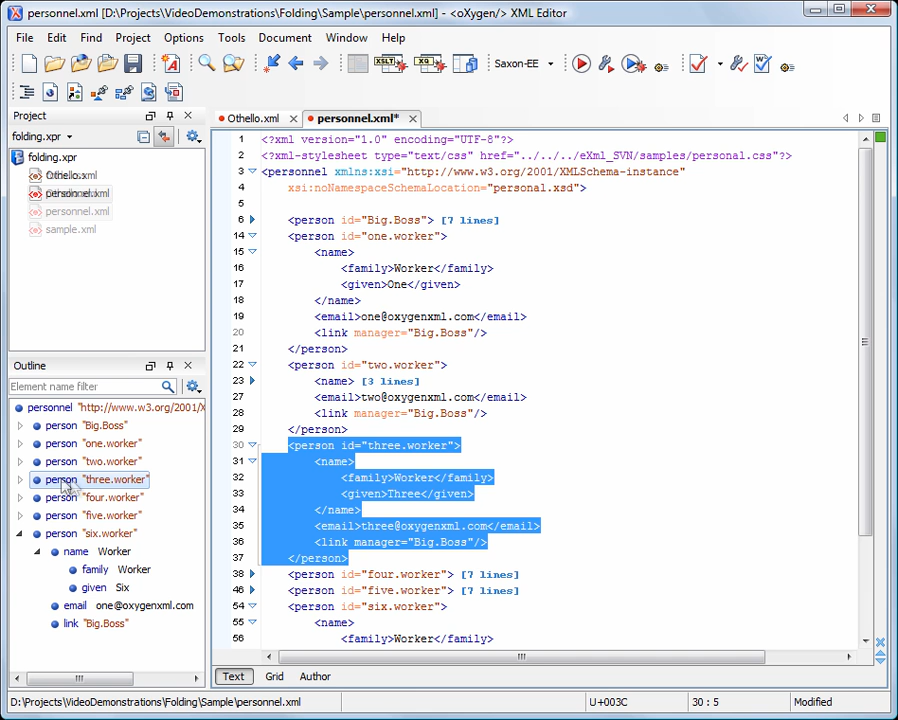 personnel.xml [D:\Projects\VideoDemonstrations\Folding\Sample\personnel.xml] - <oXygen/> XML Editor
File Edit Find Project Options Tools Document Window Help
XSLT XQ Saxon-EE
Project
folding.xpr
folding.xpr
Othello.xml
personnel.xml
personnel.xml
sample.xml
Outline
Element name filter
personnel "http://www.w3.org/2001/X
person "Big.Boss"
person "one.worker"
person "two.worker"
person "three.worker"
person "four.worker"
person "five.worker"
person "six.worker"
name Worker
family Worker
given Six
email one@oxygenxml.com
link "Big.Boss"
Othello.xml personnel.xml*
1 <?xml version="1.0" encoding="UTF-8"?>
2 <?xml-stylesheet type="text/css" href="../../../eXml_SVN/samples/personal.css"?>
3 <personnel xmlns:xsi="http://www.w3.org/2001/XMLSchema-instance"
4 xsi:noNamespaceSchemaLocation="personal.xsd">
5
6 <person id="Big.Boss"> [7 lines]
14 <person id="one.worker">
15 <name>
16 <family>Worker</family>
17 <given>One</given>
18 </name>
19 <email>one@oxygenxml.com</email>
20 <link manager="Big.Boss"/>
21 </person>
22 <person id="two.worker">
23 <name> [3 lines]
27 <email>two@oxygenxml.com</email>
28 <link manager="Big.Boss"/>
29 </person>
30 <person id="three.worker">
31 <name>
32 <family>Worker</family>
33 <given>Three</given>
34 </name>
35 <email>three@oxygenxml.com</email>
36 <link manager="Big.Boss"/>
37 </person>
38 <person id="four.worker"> [7 lines]
46 <person id="five.worker"> [7 lines]
54 <person id="six.worker">
55 <name>
56 <family>Worker</family>
Text Grid Author
D:\Projects\VideoDemonstrations\Folding\Sample\personnel.xml U+003C 30 : 5 Modified